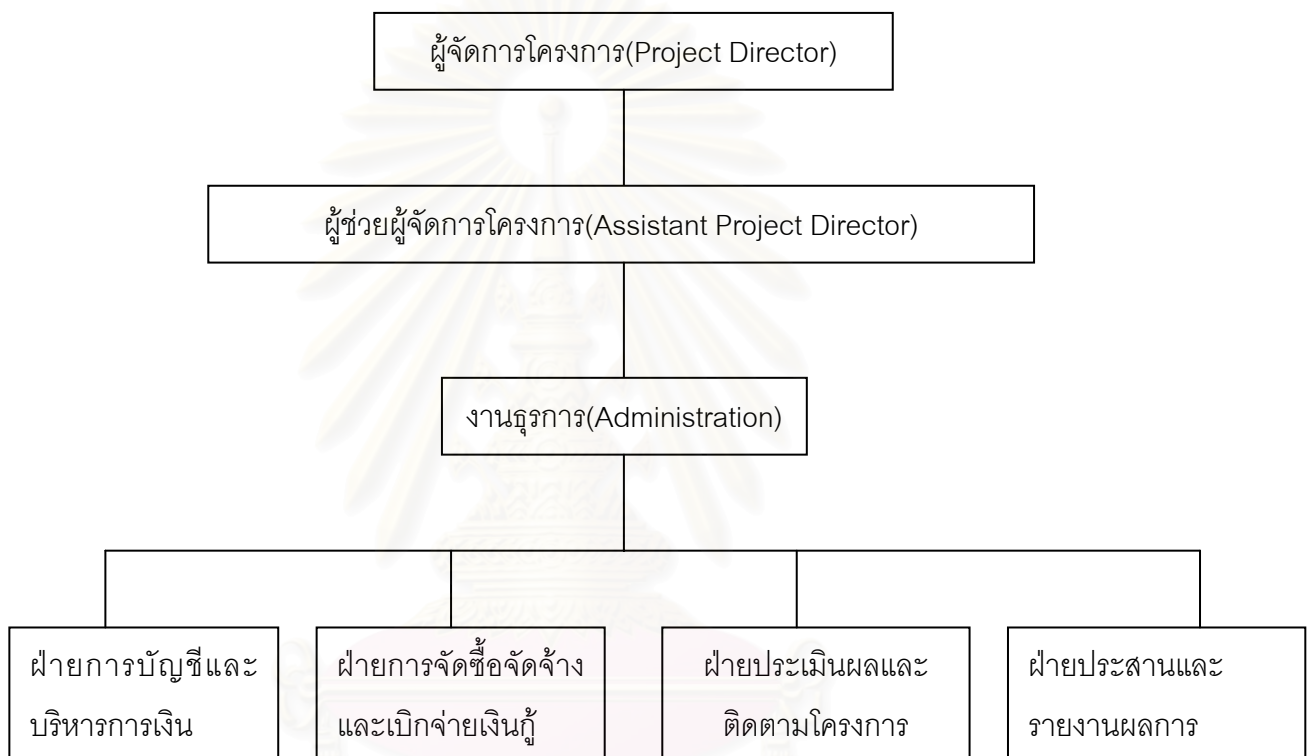 ผู้จัดการโครงการ(Project Director)
ผู้ช่วยผู้จัดการโครงการ(Assistant Project Director)
งานธุรการ(Administration)
ฝ่ายการบัญชีและ
บริหารการเงิน
ฝ่ายการจัดซื้อจัดจ้าง
และเบิกจ่ายเงินกู้
ฝ่ายประเมินผลและ
ติดตามโครงการ
ฝ่ายประสานและ
รายงานผลการ